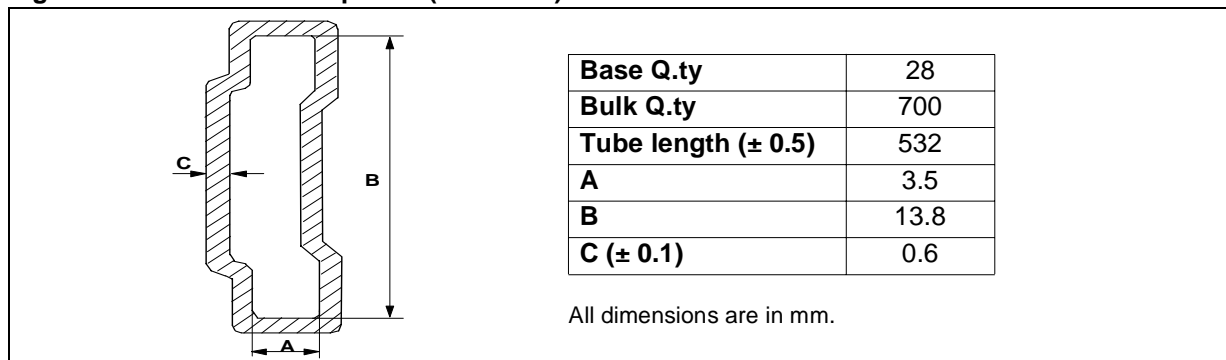 C
B
A
Base Q.ty 28
Bulk Q.ty 700
Tube length (± 0.5) 532
A 3.5
B 13.8
C (± 0.1) 0.6
All dimensions are in mm.